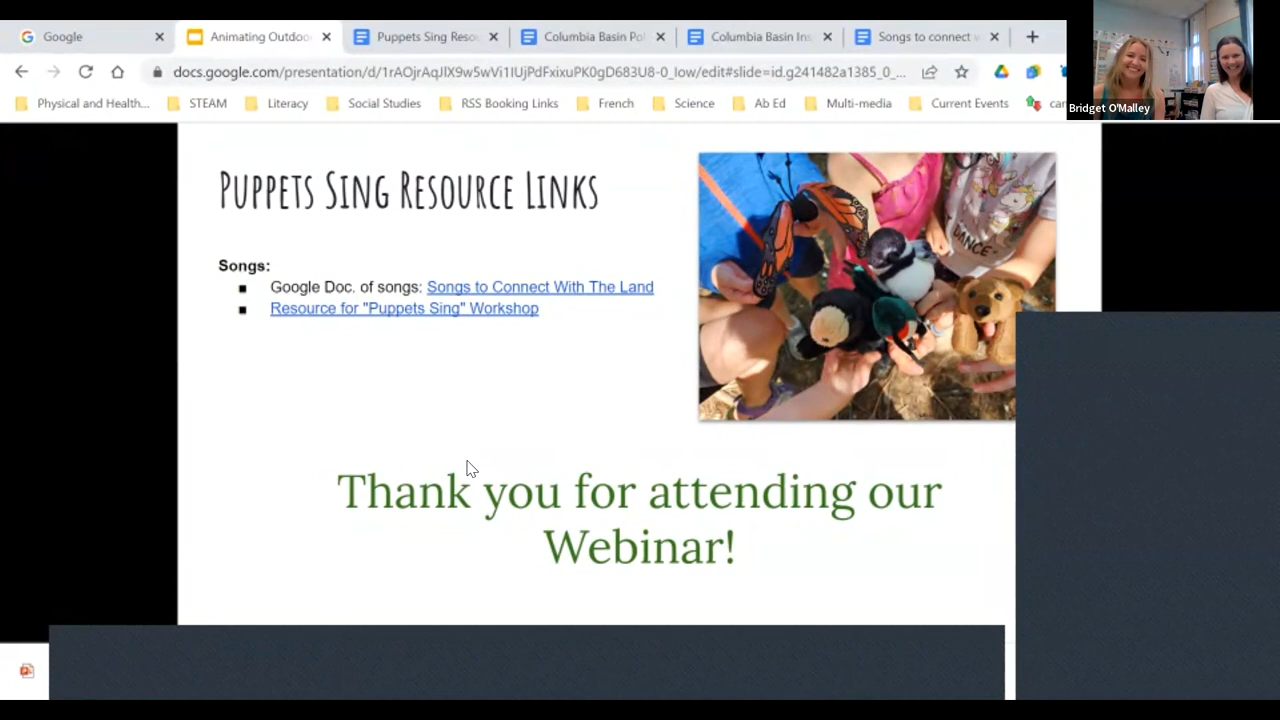 Google
Animating Outdoo
Puppets Sing Reso
Columbia Basin Po
Columbia Basin In
Songs to connect w
docs.google.com/presentation/d/1rAOjrAqJIX9w5wVi1IUjPdFxixuPK0gD683U8-0_low/edit#slide=id.g241482a1385_0_...
Physical and Health...
STEAM
Literacy
Social Studies
RSS Booking Links
French
Science
Ab Ed
Multi-media
Current Events
Bridget O'Malley
Puppets Sing Resource Links
Songs:
Google Doc. of songs: Songs to Connect With The Land
Resource for "Puppets Sing" Workshop
DANCE
Thank you for attending our
Webinar!